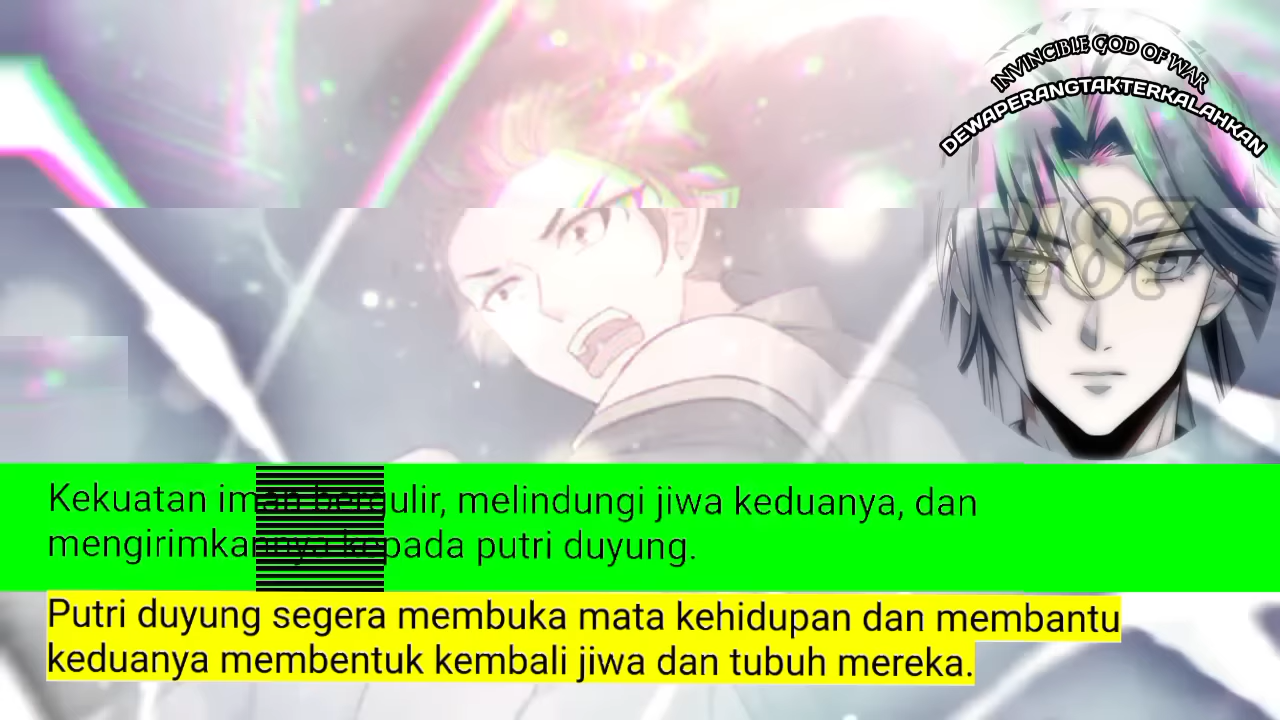 INVINCIBLE GOD OF WAR
DEWAPERANGTAKTERKALAHKAN
487
Kekuatan iman bergulir, melindungi jiwa keduanya, dan
mengirimkannya kepada putri duyung.
Putri duyung segera membuka mata kehidupan dan membantu
keduanya membentuk kembali jiwa dan tubuh mereka.